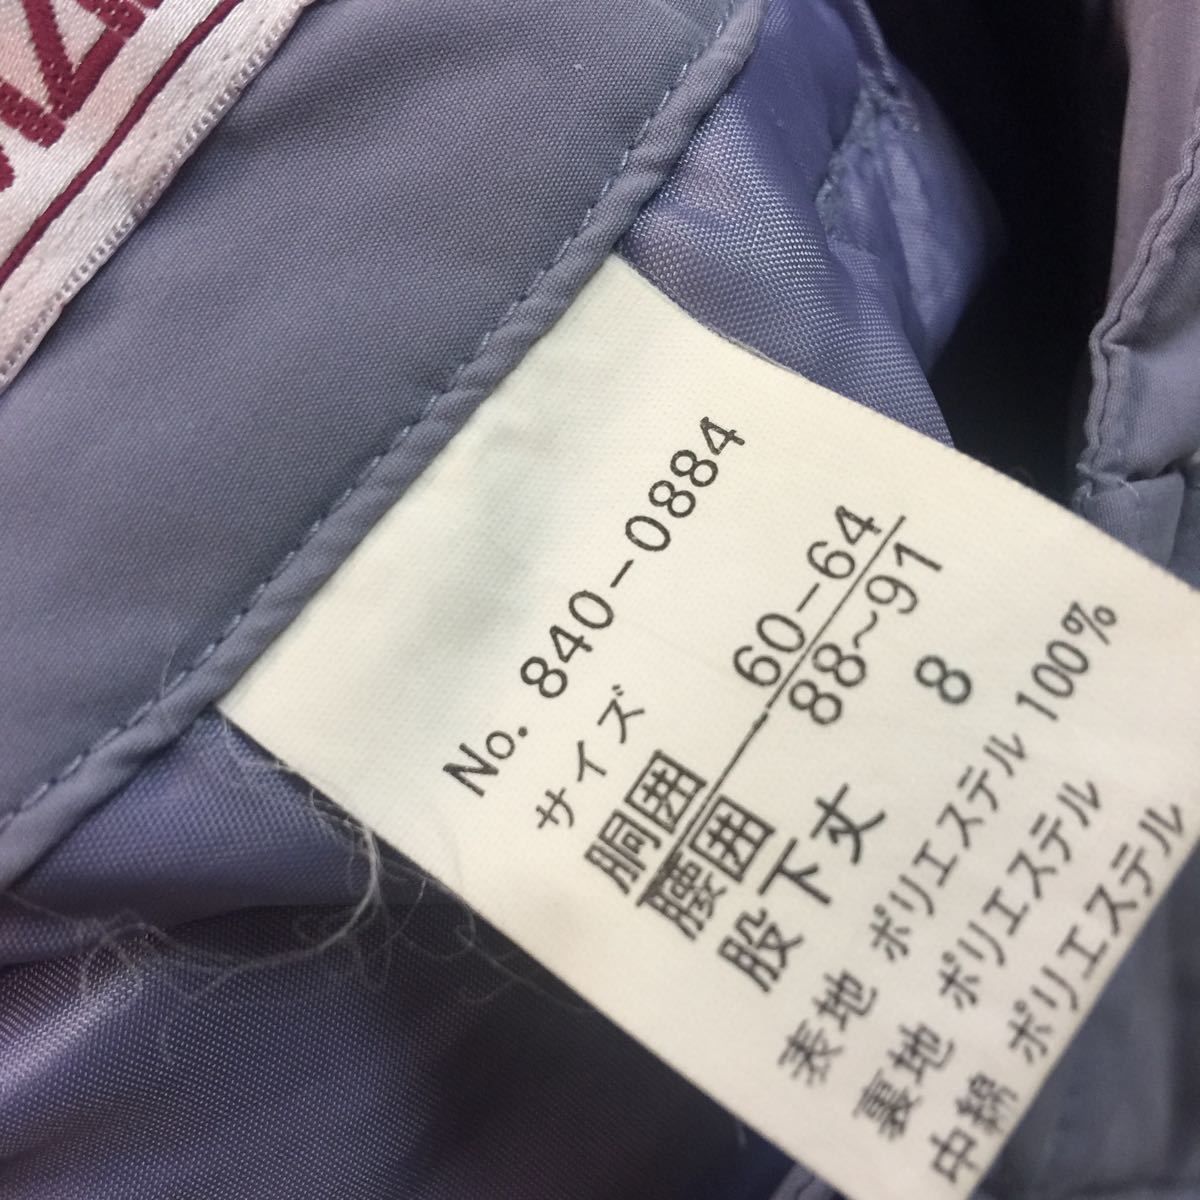 No. 840-0884
サイズ
胴囲 60-64
腰囲 88~91
股下丈 8
表地 ポリエステル 100%
裏地 ポリエステル
中綿 ポリエステル